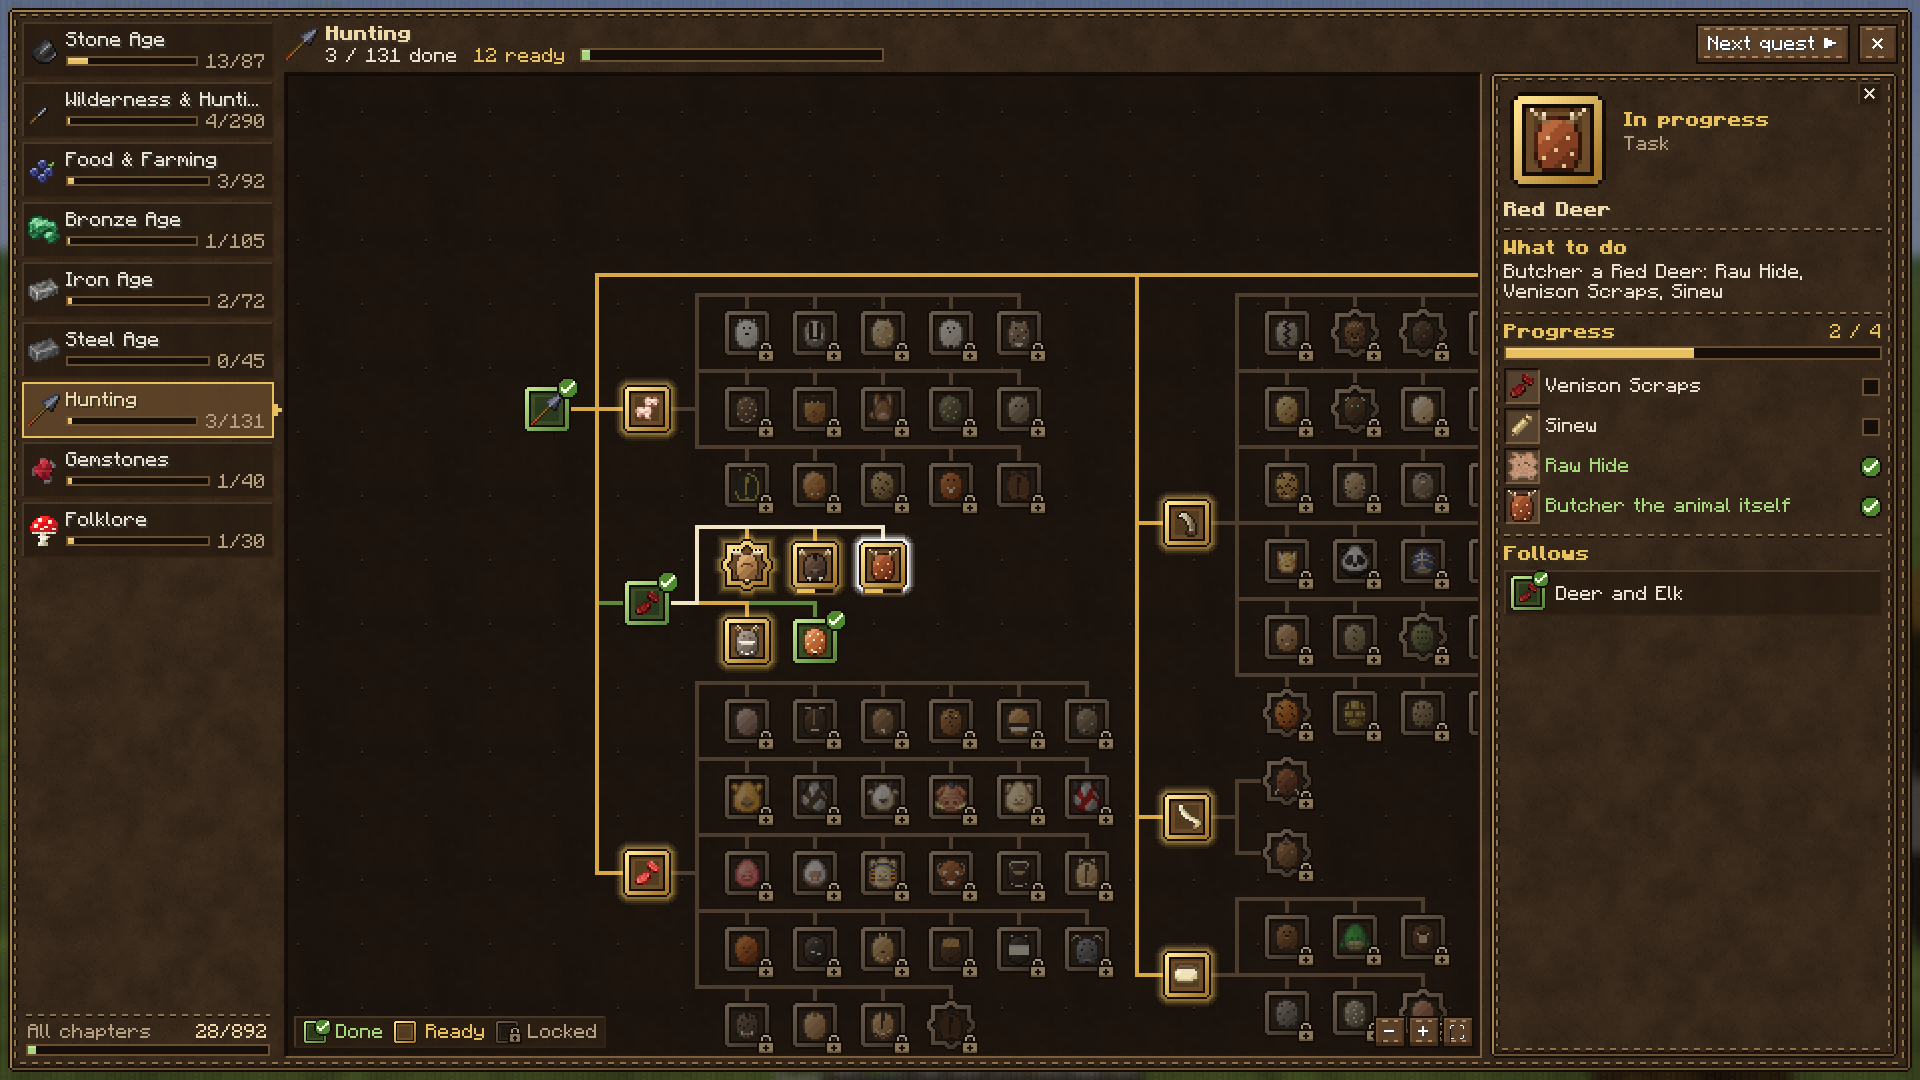 Stone Age
13/87
Wilderness & Hunti...
4/290
Food & Farming
3/92
Bronze Age
1/105
Iron Age
2/72
Steel Age
0/45
Hunting
3/131
Gemstones
1/40
Folklore
1/30
All chapters 28/892
Hunting
3 / 131 done 12 ready
Next quest
Done Ready Locked
In progress
Task
Red Deer
What to do
Butcher a Red Deer: Raw Hide,
Venison Scraps, Sinew
Progress 2 / 4
Venison Scraps
Sinew
Raw Hide
Butcher the animal itself
Follows
Deer and Elk